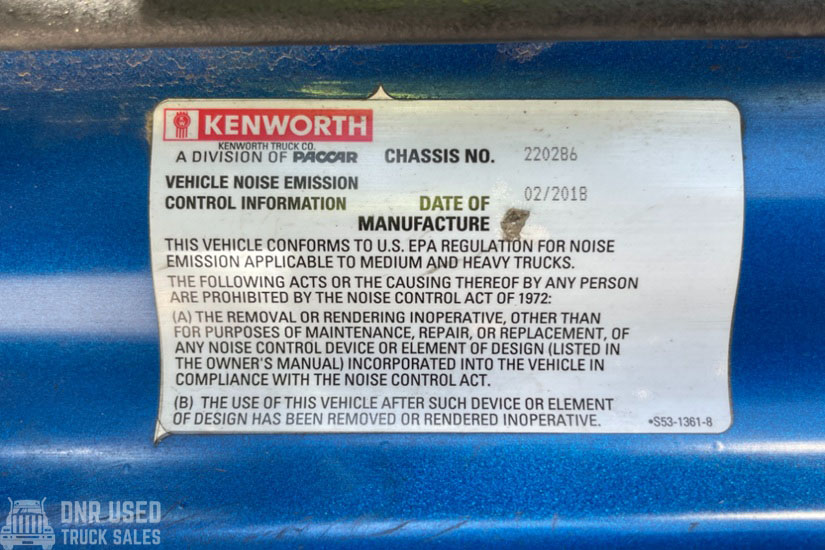 KENWORTH
KENWORTH TRUCK CO.
A DIVISION OF PACCAR CHASSIS NO. 220286
VEHICLE NOISE EMISSION
CONTROL INFORMATION DATE OF 02/2018
MANUFACTURE
THIS VEHICLE CONFORMS TO U.S. EPA REGULATION FOR NOISE
EMISSION APPLICABLE TO MEDIUM AND HEAVY TRUCKS.
THE FOLLOWING ACTS OR THE CAUSING THEREOF BY ANY PERSON
ARE PROHIBITED BY THE NOISE CONTROL ACT OF 1972:
(A) THE REMOVAL OR RENDERING INOPERATIVE, OTHER THAN
FOR PURPOSES OF MAINTENANCE, REPAIR, OR REPLACEMENT, OF
ANY NOISE CONTROL DEVICE OR ELEMENT OF DESIGN (LISTED IN
THE OWNER'S MANUAL) INCORPORATED INTO THE VEHICLE IN
COMPLIANCE WITH THE NOISE CONTROL ACT.
(B) THE USE OF THIS VEHICLE AFTER SUCH DEVICE OR ELEMENT
OF DESIGN HAS BEEN REMOVED OR RENDERED INOPERATIVE. •S53-1361-8
DNR USED
TRUCK SALES